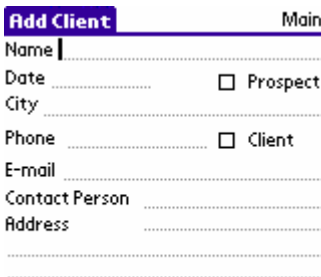 Add Client Main
Name
Date Prospect
City
Phone Client
E-mail
Contact Person
Address